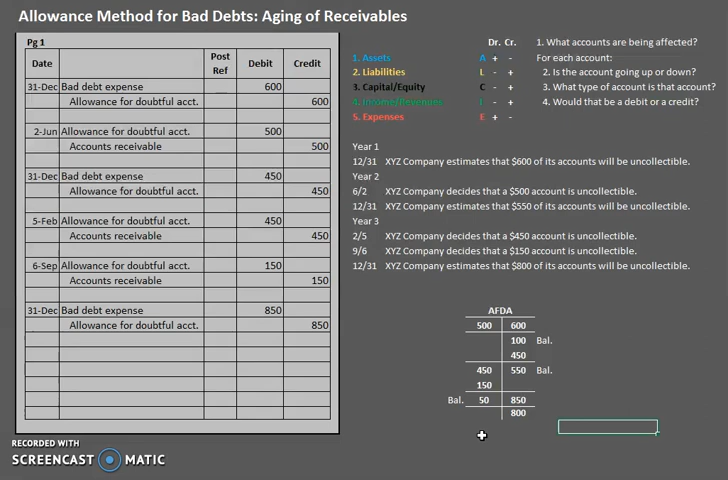 Allowance Method for Bad Debts: Aging of Receivables
Pg 1
Date Post Ref Debit Credit
31-Dec Bad debt expense 600
Allowance for doubtful acct. 600
2-Jun Allowance for doubtful acct. 500
Accounts receivable 500
31-Dec Bad debt expense 450
Allowance for doubtful acct. 450
5-Feb Allowance for doubtful acct. 450
Accounts receivable 450
6-Sep Allowance for doubtful acct. 150
Accounts receivable 150
31-Dec Bad debt expense 850
Allowance for doubtful acct. 850
Dr. Cr.
1. Assets A + -
2. Liabilities L - +
3. Capital/Equity C - +
4. Income/Revenues I - +
5. Expenses E + -
1. What accounts are being affected?
For each account:
2. Is the account going up or down?
3. What type of account is that account?
4. Would that be a debit or a credit?
Year 1
12/31 XYZ Company estimates that $600 of its accounts will be uncollectible.
Year 2
6/2 XYZ Company decides that a $500 account is uncollectible.
12/31 XYZ Company estimates that $550 of its accounts will be uncollectible.
Year 3
2/5 XYZ Company decides that a $450 account is uncollectible.
9/6 XYZ Company decides that a $150 account is uncollectible.
12/31 XYZ Company estimates that $800 of its accounts will be uncollectible.
AFDA
500 600
100 Bal.
450
450 550 Bal.
150
Bal. 50 850
800
RECORDED WITH
SCREENCAST MATIC